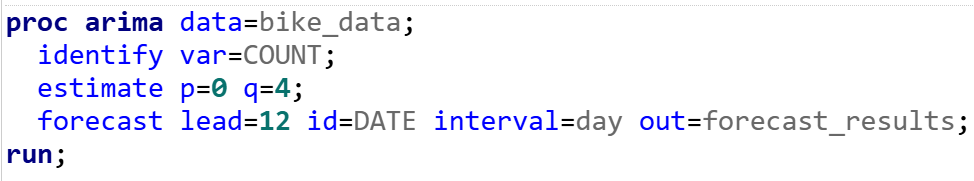 proc arima data=bike_data;
identify var=COUNT;
estimate p=0 q=4;
forecast lead=12 id=DATE interval=day out=forecast_results;
run;